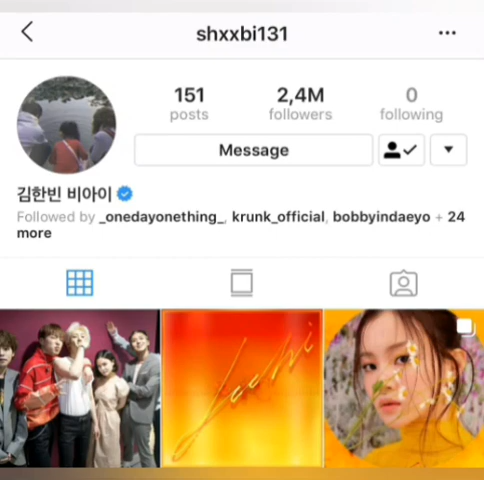 shxxbi131
151 2,4M 0
posts followers following
Message
김한빈 비아이
Followed by _onedayonething_, krunk_official, bobbyindaeyo + 24
more